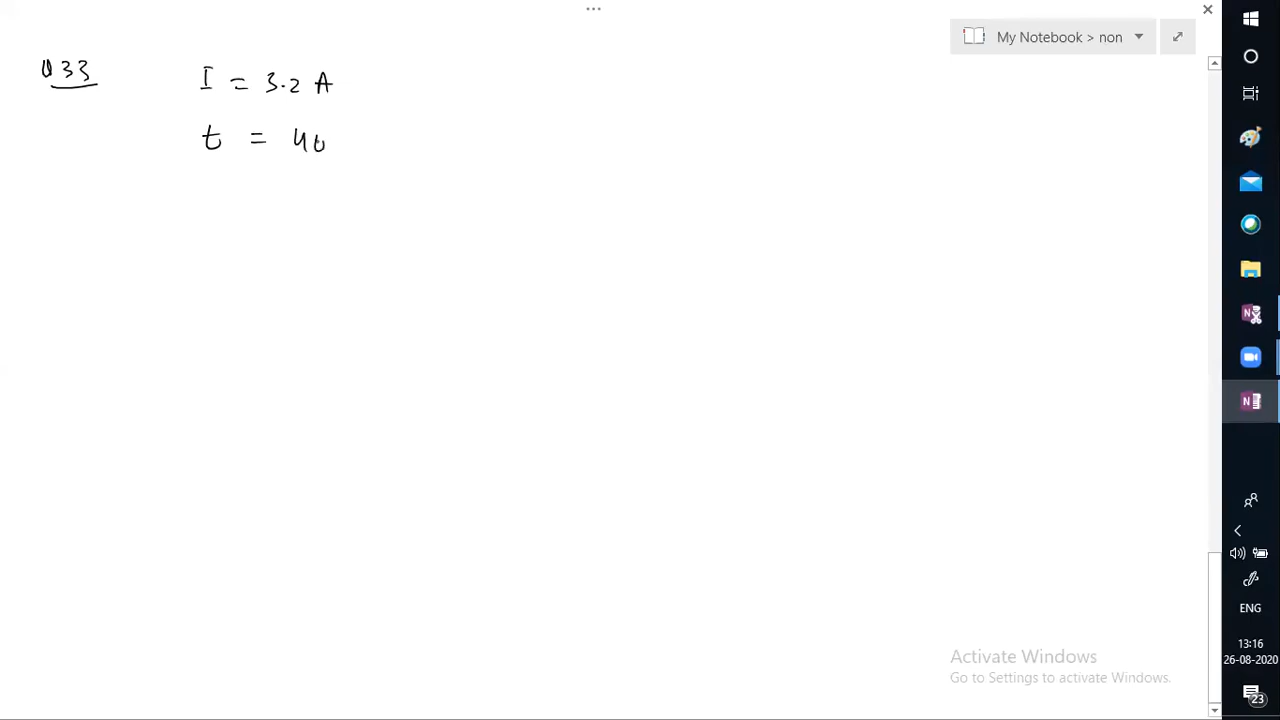 My Notebook > non
Q33
I = 3.2 A
t = 40
Activate Windows
Go to Settings to activate Windows.
ENG
13:16
26-08-2020
23